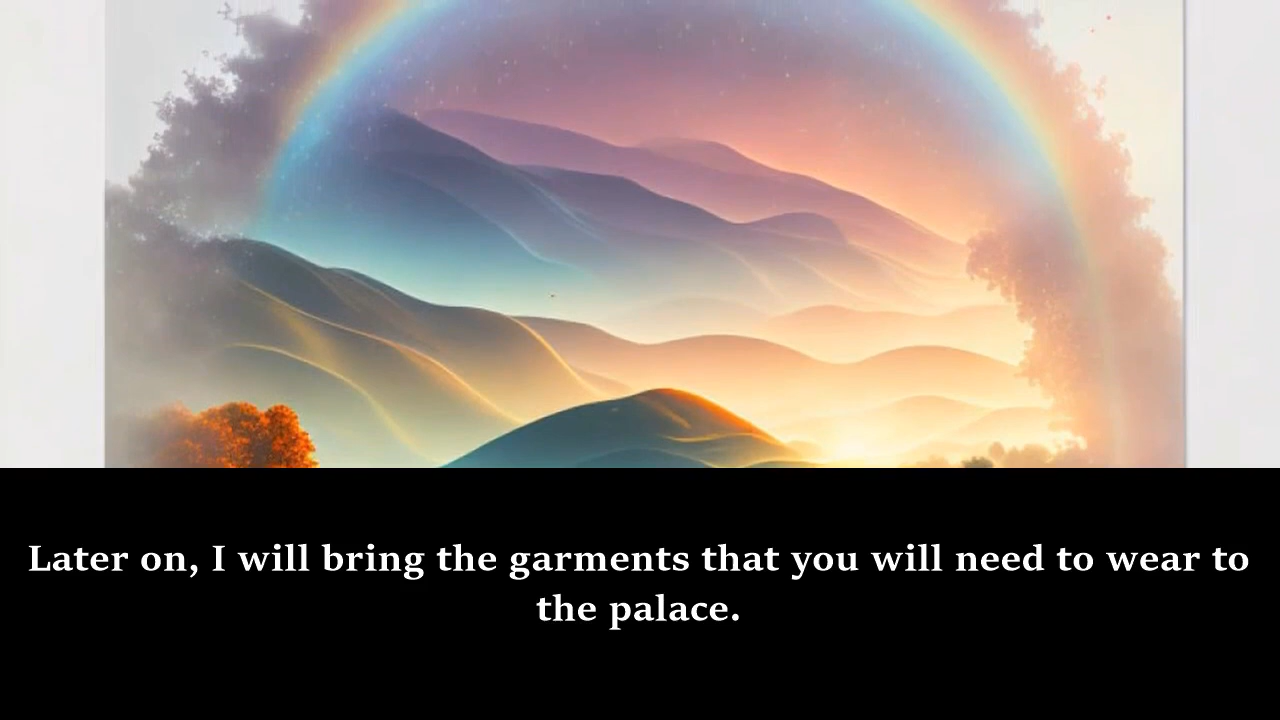 Later on, I will bring the garments that you will need to wear to
the palace.